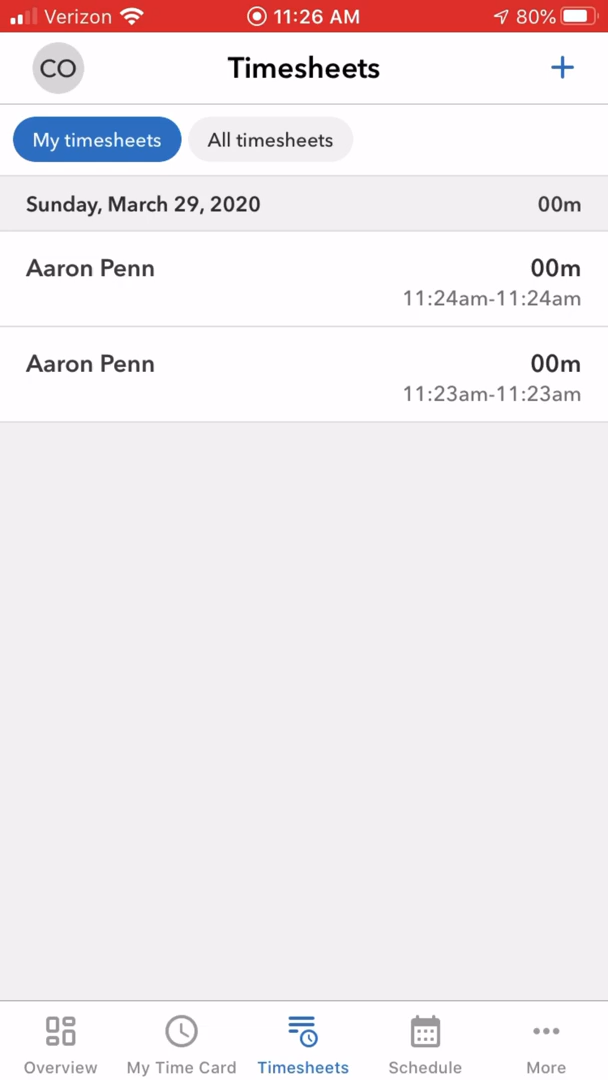 Verizon 11:26 AM 80%
CO Timesheets +
My timesheets All timesheets
Sunday, March 29, 2020 00m
Aaron Penn 00m
11:24am-11:24am
Aaron Penn 00m
11:23am-11:23am
Overview My Time Card Timesheets Schedule More